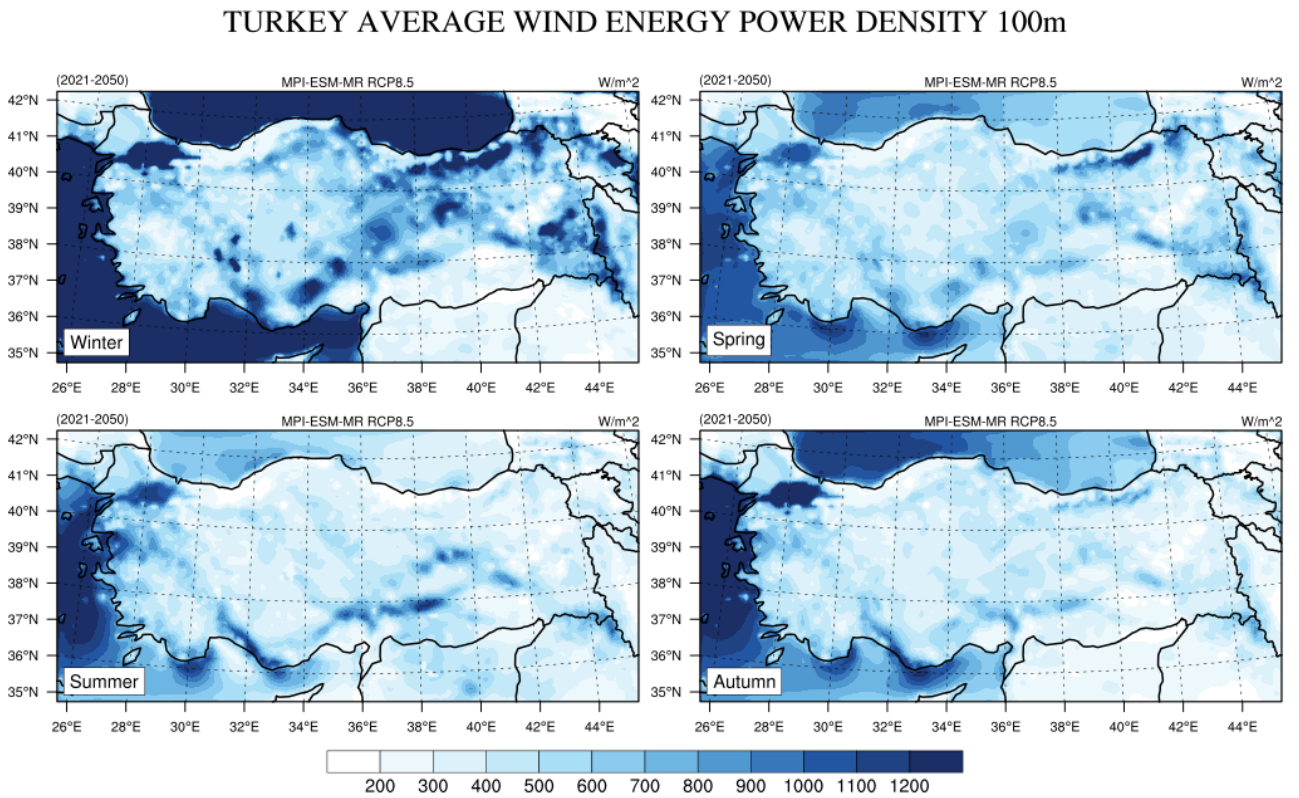 TURKEY AVERAGE WIND ENERGY POWER DENSITY 100m
(2021-2050) MPI-ESM-MR RCP8.5 W/m^2
42°N
41°N
40°N
39°N
38°N
37°N
36°N
35°N
Winter
26°E 28°E 30°E 32°E 34°E 36°E 38°E 40°E 42°E 44°E
(2021-2050) MPI-ESM-MR RCP8.5 W/m^2
42°N
41°N
40°N
39°N
38°N
37°N
36°N
35°N
Spring
26°E 28°E 30°E 32°E 34°E 36°E 38°E 40°E 42°E 44°E
(2021-2050) MPI-ESM-MR RCP8.5 W/m^2
42°N
41°N
40°N
39°N
38°N
37°N
36°N
35°N
Summer
26°E 28°E 30°E 32°E 34°E 36°E 38°E 40°E 42°E 44°E
(2021-2050) MPI-ESM-MR RCP8.5 W/m^2
42°N
41°N
40°N
39°N
38°N
37°N
36°N
35°N
Autumn
26°E 28°E 30°E 32°E 34°E 36°E 38°E 40°E 42°E 44°E
200 300 400 500 600 700 800 900 1000 1100 1200